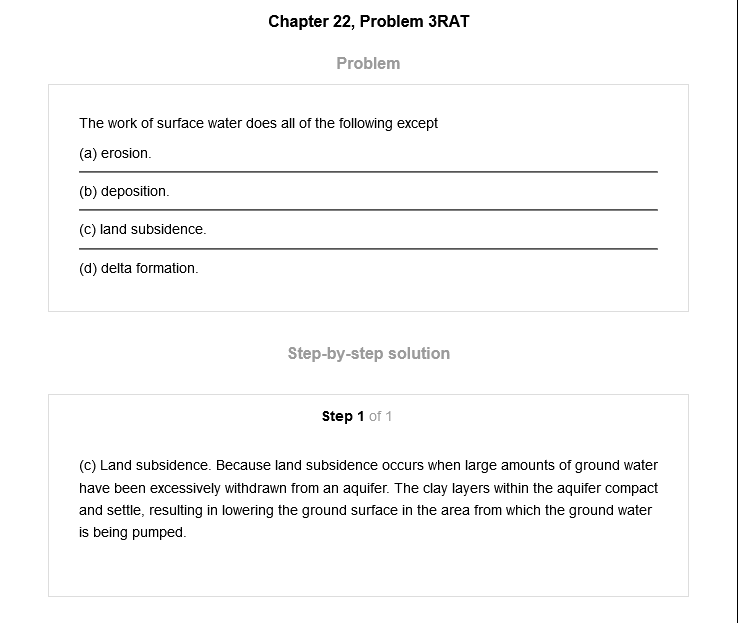 Chapter 22, Problem 3RAT
Problem
The work of surface water does all of the following except
(a) erosion.
(b) deposition.
(c) land subsidence.
(d) delta formation.
Step-by-step solution
Step 1 of 1
(c) Land subsidence. Because land subsidence occurs when large amounts of ground water
have been excessively withdrawn from an aquifer. The clay layers within the aquifer compact
and settle, resulting in lowering the ground surface in the area from which the ground water
is being pumped.